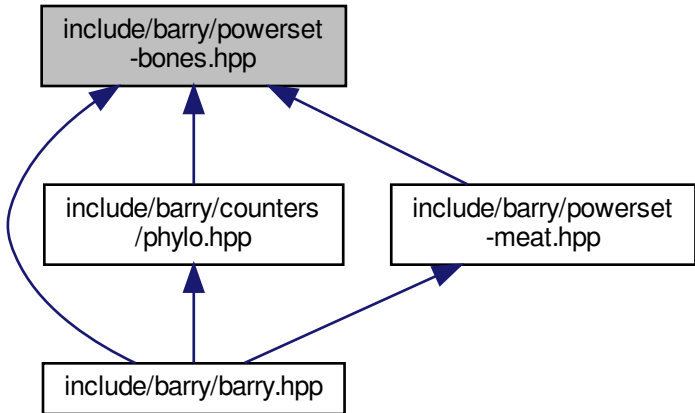 include/barry/powerset
-bones.hpp
include/barry/counters
/phylo.hpp
include/barry/powerset
-meat.hpp
include/barry/barry.hpp